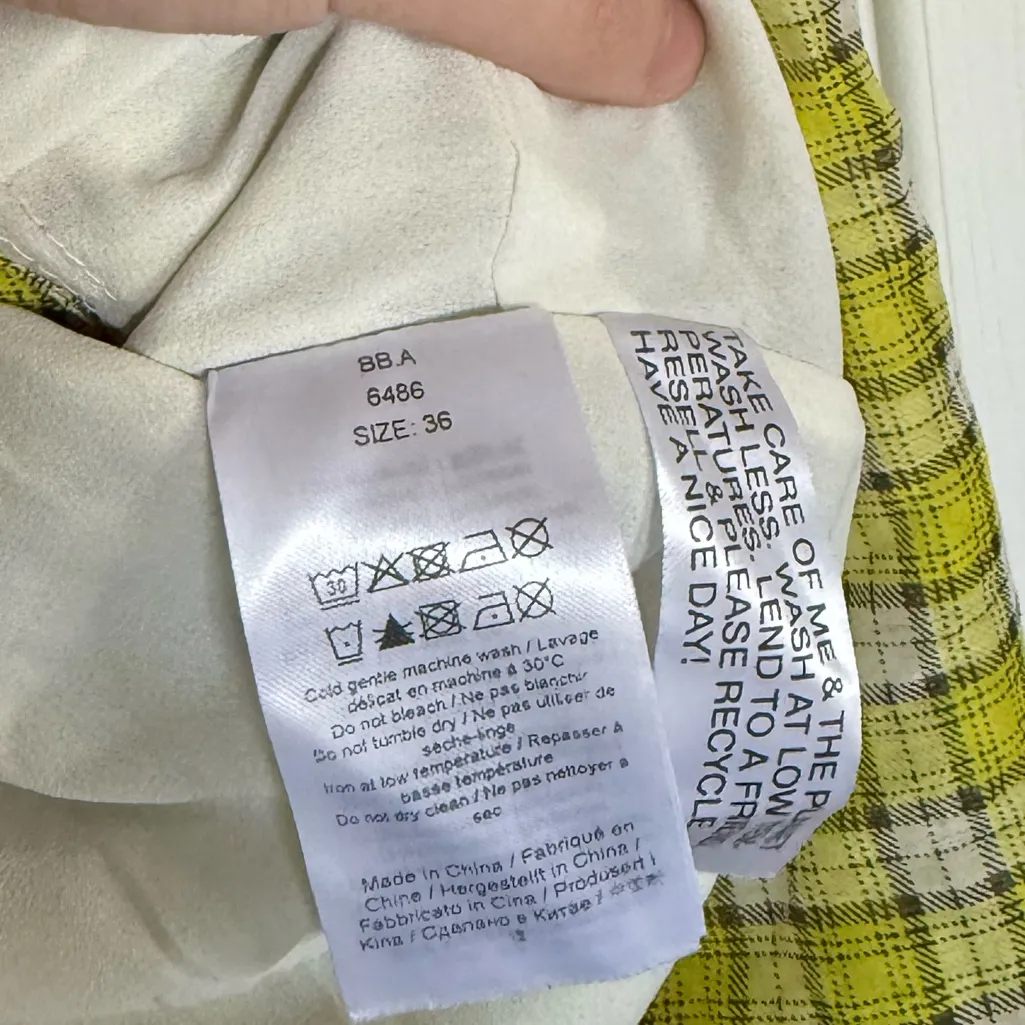 BB.A
6486
SIZE: 36
30
Cold gentle machine wash / Lavage
délicat en machine à 30°C
Do not bleach / Ne pas blanchir
Do not tumble dry / Ne pas utiliser de
sèche-linge
Iron at low temperature / Repasser à
basse température
Do not dry clean / Ne pas nettoyer a
sec
Made in China / Fabriqué en
Chine / Hergestellt in China /
Fabbricato in Cina / Produsert i
Kina / Сделано в Китае /
TAKE CARE OF ME & THE
WASH LESS. WASH AT LOW
PERATURES. LEND TO A
RESELL & PLEASE RECYCLE
HAVE A NICE DAY!